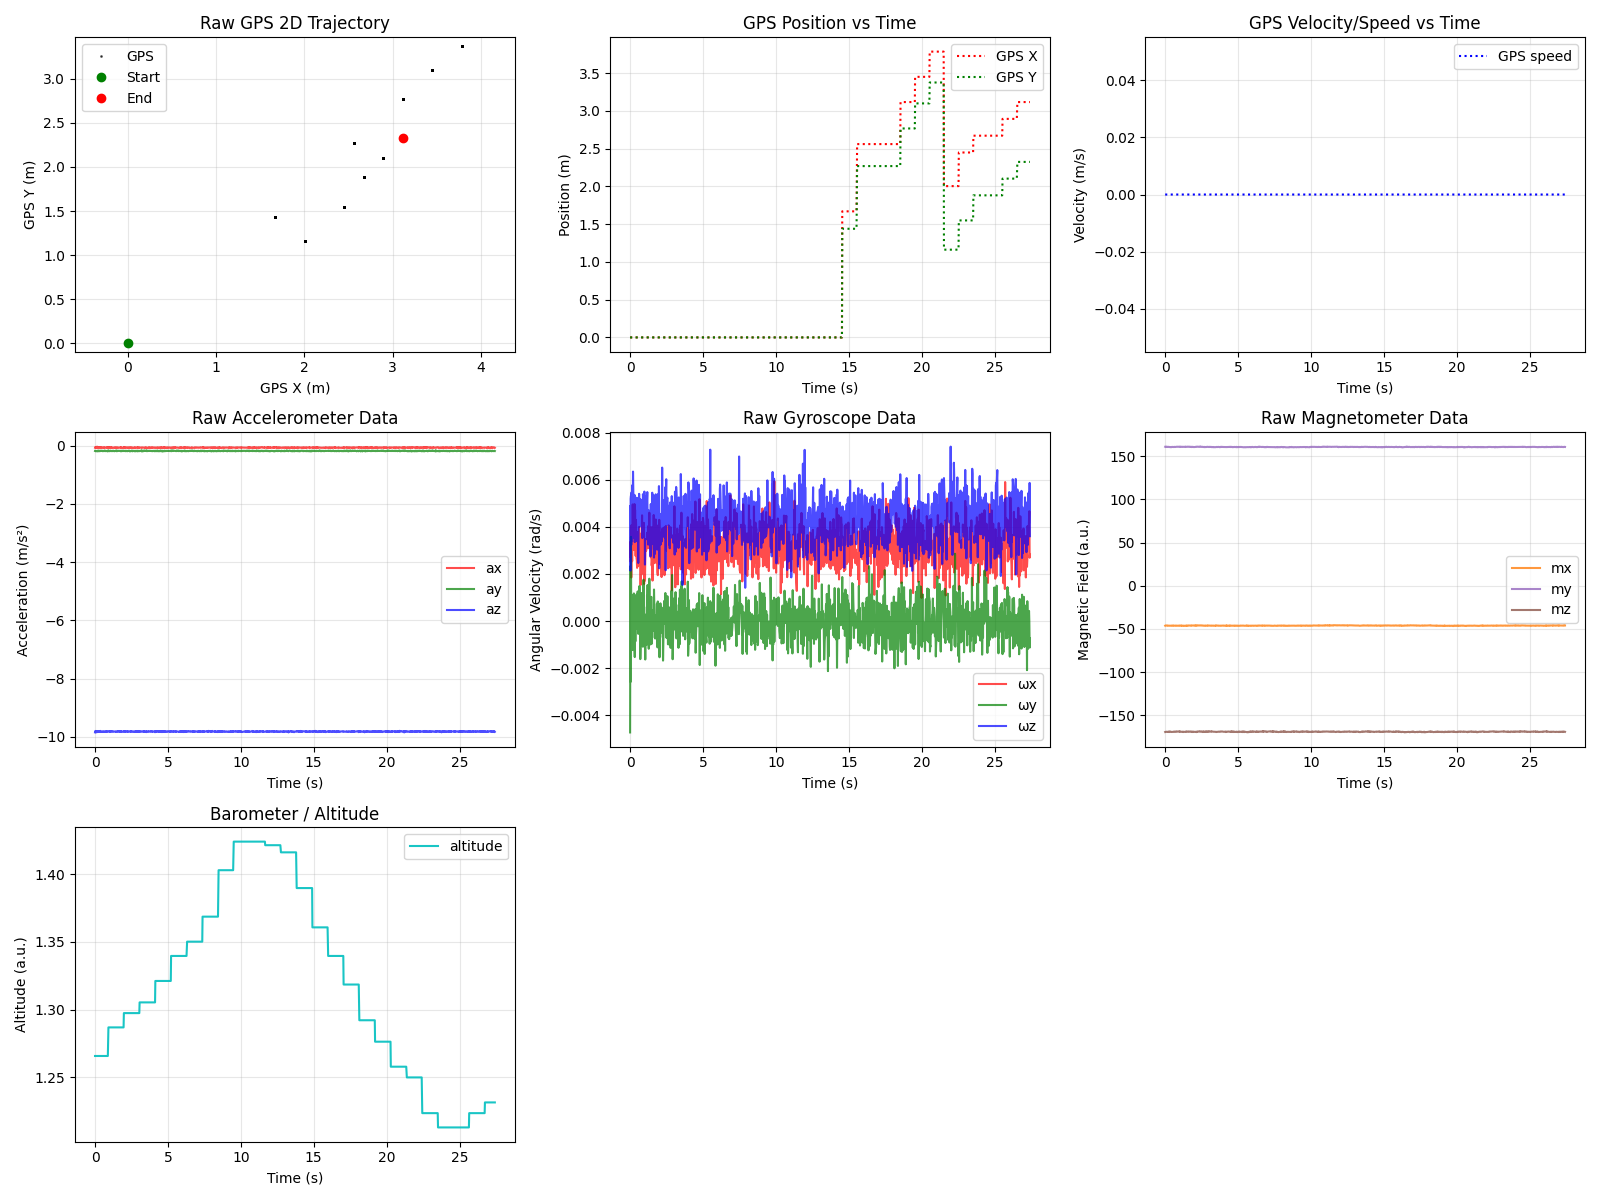 Raw GPS 2D Trajectory
GPS
Start
End
3.0
2.5
2.0
1.5
1.0
0.5
0.0
GPS Y (m)
0
1
2
3
4
GPS X (m)
GPS Position vs Time
GPS X
GPS Y
3.5
3.0
2.5
2.0
1.5
1.0
0.5
0.0
Position (m)
0
5
10
15
20
25
Time (s)
GPS Velocity/Speed vs Time
GPS speed
0.04
0.02
0.00
−0.02
−0.04
Velocity (m/s)
0
5
10
15
20
25
Time (s)
Raw Accelerometer Data
0
−2
−4
−6
−8
−10
Acceleration (m/s²)
ax
ay
az
0
5
10
15
20
25
Time (s)
Raw Gyroscope Data
0.008
0.006
0.004
0.002
0.000
−0.002
−0.004
Angular Velocity (rad/s)
ωx
ωy
ωz
0
5
10
15
20
25
Time (s)
Raw Magnetometer Data
150
100
50
0
−50
−100
−150
Magnetic Field (a.u.)
mx
my
mz
0
5
10
15
20
25
Time (s)
Barometer / Altitude
altitude
1.40
1.35
1.30
1.25
Altitude (a.u.)
0
5
10
15
20
25
Time (s)